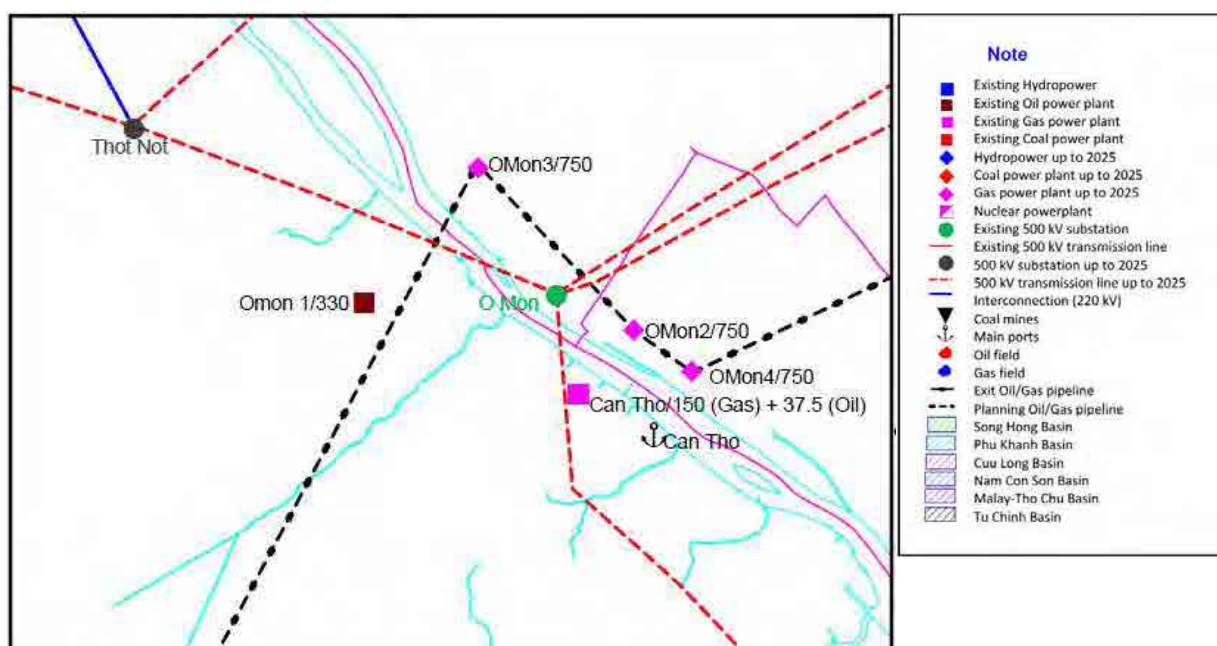 Thot Not
OMon3/750
Omon 1/330
O Mon
OMon2/750
OMon4/750
Can Tho/150 (Gas) + 37.5 (Oil)
Can Tho
Note
Existing Hydropower
Existing Oil power plant
Existing Gas power plant
Existing Coal power plant
Hydropower up to 2025
Coal power plant up to 2025
Gas power plant up to 2025
Nuclear powerplant
Existing 500 kV substation
Existing 500 kV transmission line
500 kV substation up to 2025
500 kV transmission line up to 2025
Interconnection (220 kV)
Coal mines
Main ports
Oil field
Gas field
Exit Oil/Gas pipeline
Planning Oil/Gas pipeline
Song Hong Basin
Phu Khanh Basin
Cuu Long Basin
Nam Con Son Basin
Malay-Tho Chu Basin
Tu Chinh Basin